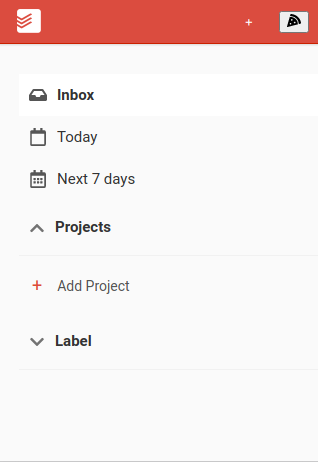 +
Inbox
Today
Next 7 days
Projects
+ Add Project
Label